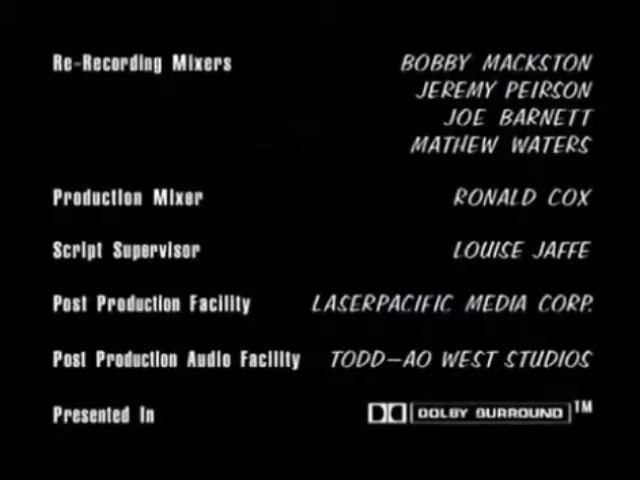 Re-Recording Mixers BOBBY MACKSTON
JEREMY PEIRSON
JOE BARNETT
MATHEW WATERS
Production Mixer RONALD COX
Script Supervisor LOUISE JAFFE
Post Production Facility LASERPACIFIC MEDIA CORP.
Post Production Audio Facility TODD-AO WEST STUDIOS
Presented In DOLBY SURROUND TM